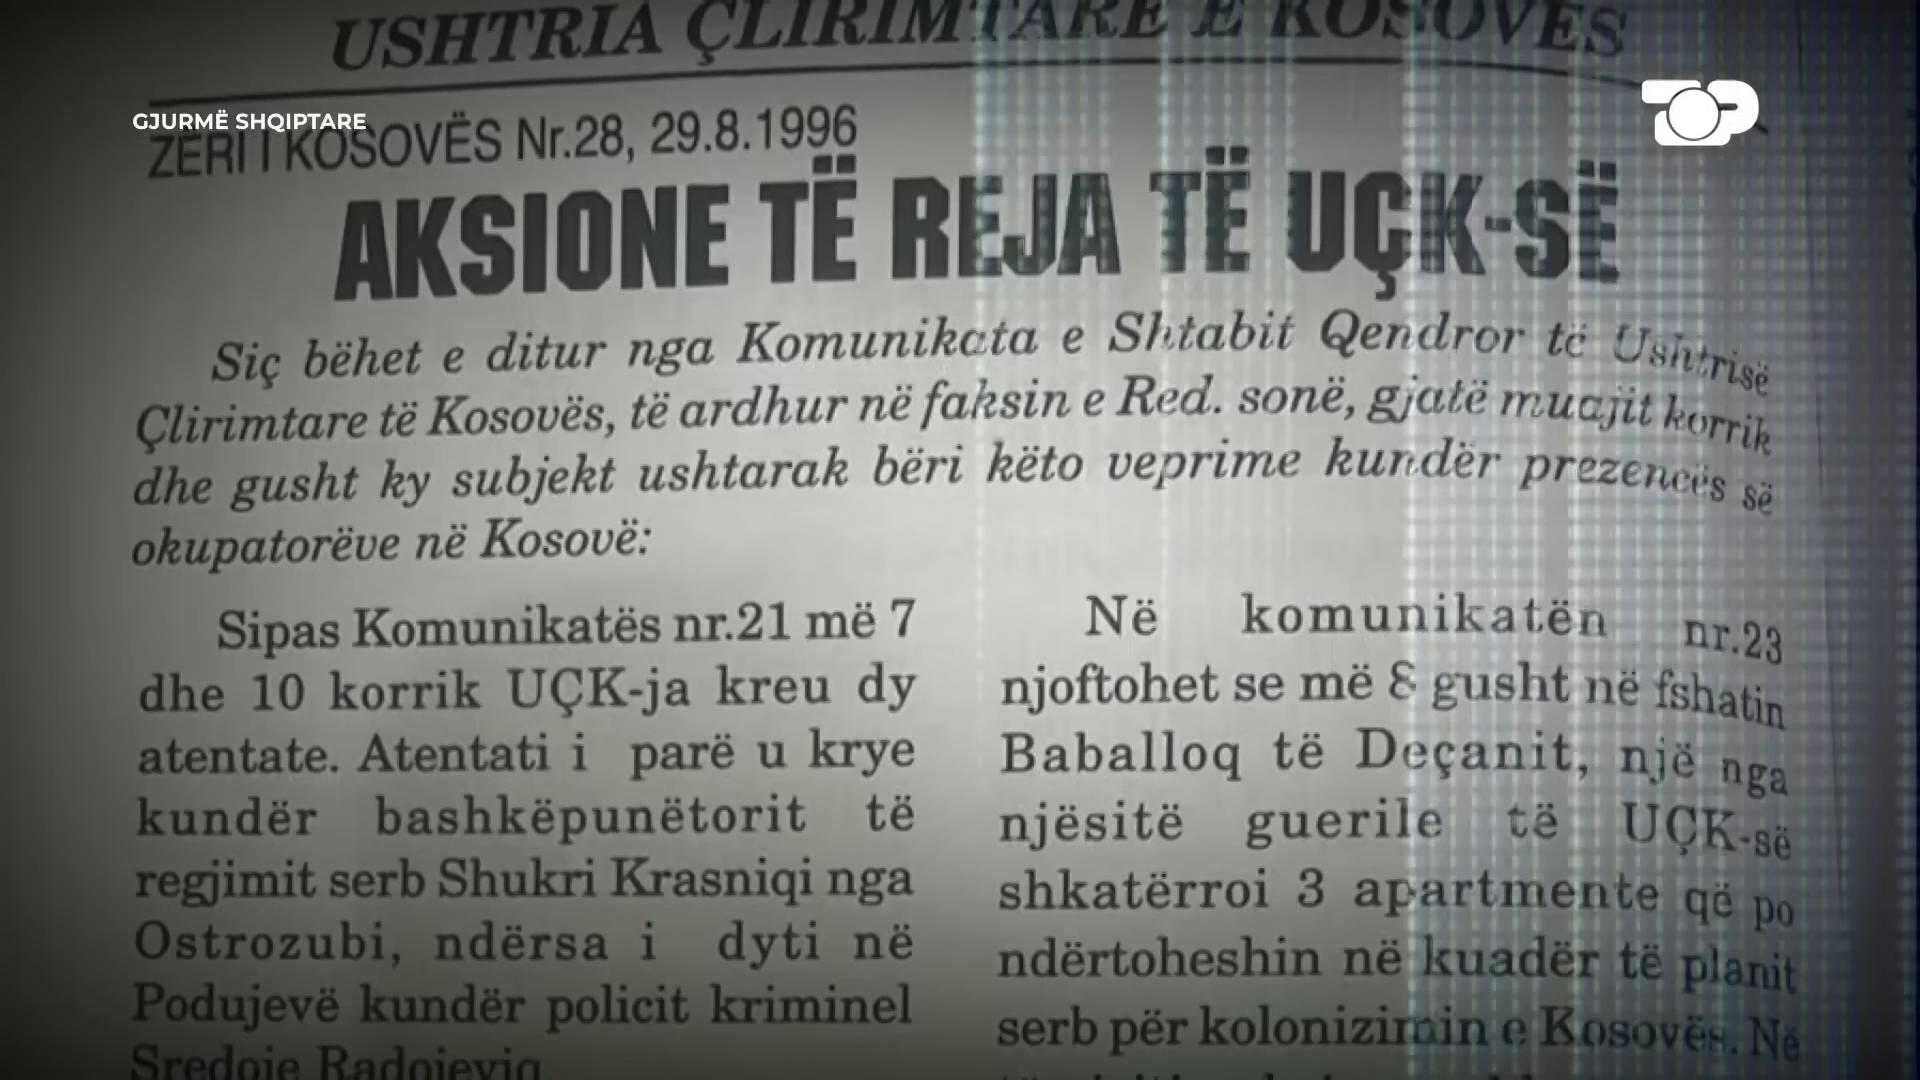 USHTRIA ÇLIRIMTARE E KOSOVËS
GJURMË SHQIPTARE
TOP
ZËRI I KOSOVËS Nr.28, 29.8.1996
AKSIONE TË REJA TË UÇK-SË
Siç bëhet e ditur nga Komunikata e Shtabit Qendror të Ushtrisë
Çlirimtare të Kosovës, të ardhur në faksin e Red. sonë, gjatë muajit korrik
dhe gusht ky subjekt ushtarak bëri këto veprime kundër prezencës së
okupatorëve në Kosovë:
Sipas Komunikatës nr.21 më 7
dhe 10 korrik UÇK-ja kreu dy
atentate. Atentati i parë u krye
kundër bashkëpunëtorit të
regjimit serb Shukri Krasniqi nga
Ostrozubi, ndërsa i dyti në
Podujevë kundër policit kriminel
Sredoje Radojeviq.
Në komunikatën nr.23
njoftohet se më 8 gusht në fshatin
Baballoq të Deçanit, një nga
njësitë guerile të UÇK-së
shkatërroi 3 apartmente që po
ndërtoheshin në kuadër të planit
serb për kolonizimin e Kosovës. Në